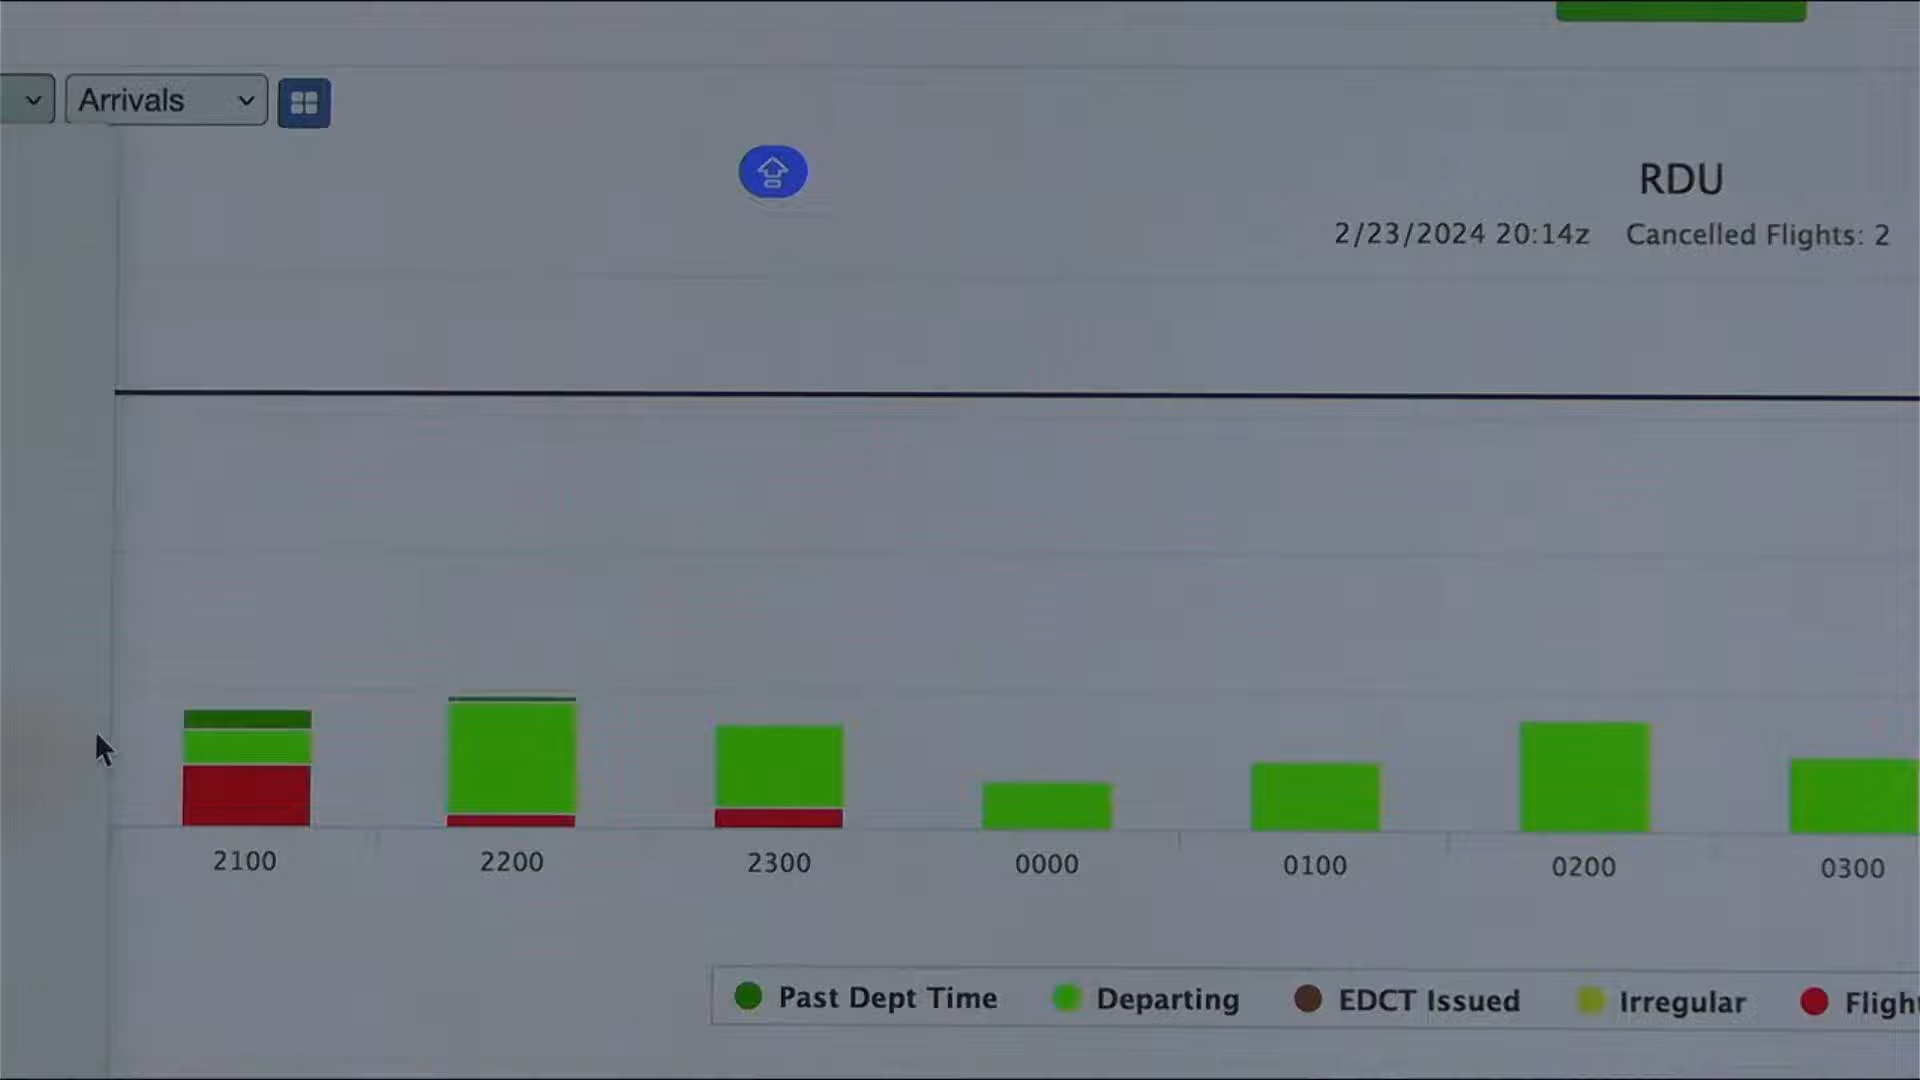 Arrivals
RDU
2/23/2024 20:14z Cancelled Flights: 2
2100 2200 2300 0000 0100 0200 0300
Past Dept Time Departing EDCT Issued Irregular